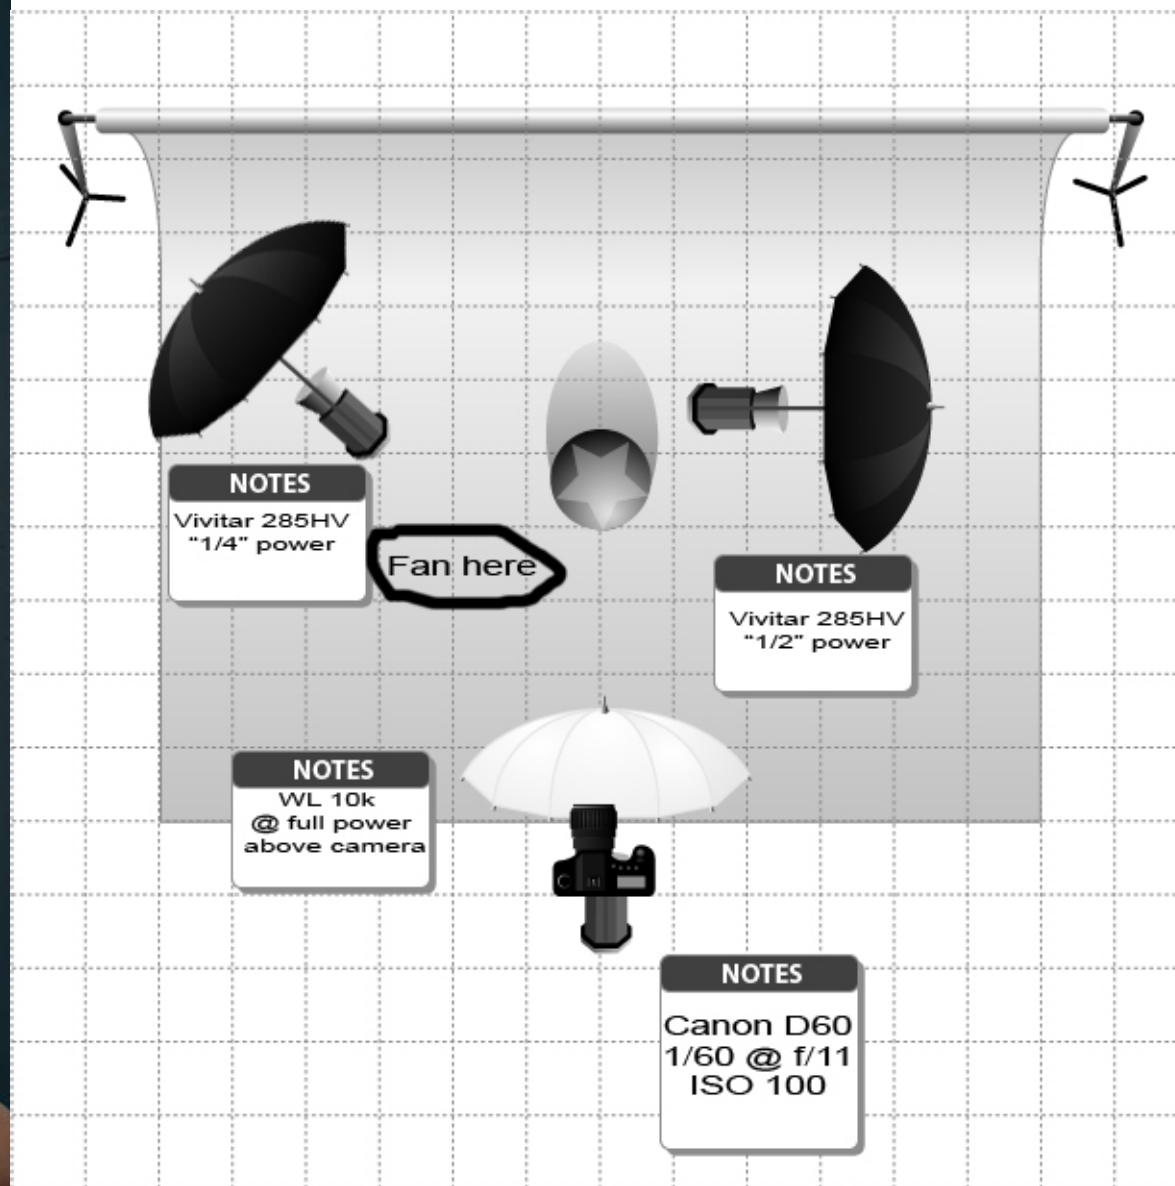 NOTES
Vivitar 285HV
"1/4" power
Fan here
NOTES
Vivitar 285HV
"1/2" power
NOTES
WL 10k
@ full power
above camera
NOTES
Canon D60
1/60 @ f/11
ISO 100